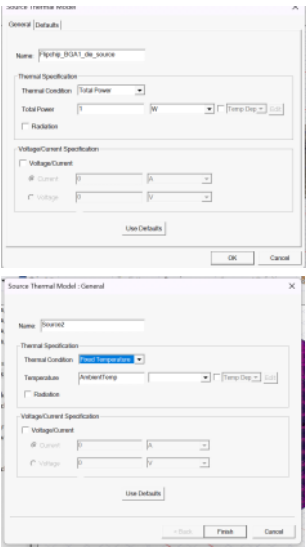 Source Thermal Model
General Defaults
Name Flipchip_BGA1_die_source
Thermal Specification
Thermal Condition Total Power
Total Power 1 W Temp Dep Edit
Radiation
Voltage/Current Specification
Voltage/Current
Current 0 A
Voltage 0 V
Use Defaults
OK Cancel
Source Thermal Model : General
Name Source2
Thermal Specification
Thermal Condition Fixed Temperature
Temperature AmbientTemp Temp Dep Edit
Radiation
Voltage/Current Specification
Voltage/Current
Current 0 A
Voltage 0 V
Use Defaults
< Back Finish Cancel